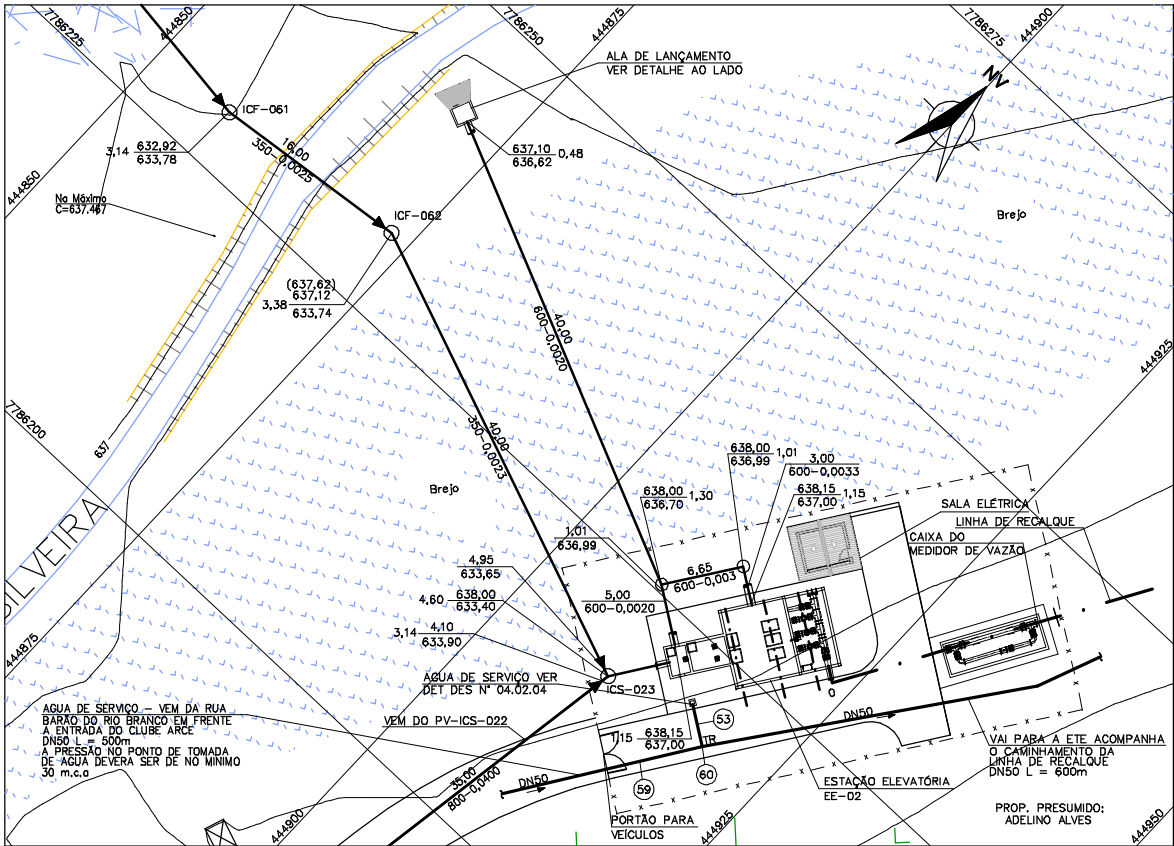 7786225
444850
7786250
444875
7786275
444900
NV
ALA DE LANÇAMENTO
VER DETALHE AO LADO
ICF-061
16,00
350-0,0025
3,14 632,92
633,78
637,10 0,48
636,62
444850
Na Máximo
C=637.467
ICF-062
Brejo
(637,62)
637,12
3,38
633,74
40,00
600-0,0020
444925
7786200
637
40,00
350-0,0023
Brejo
638,00 1,01
636,99
3,00
600-0,0033
638,00 1,30
636,70
638,15 1,15
637,00
SALA ELÉTRICA
LINHA DE RECALQUE
CAIXA DO
MEDIDOR DE VAZÃO
SILVEIRA
1,01
636,99
4,95
633,65
6,65
600-0,003
4,60 638,00
633,40
5,00
600-0,0020
3,14 4,10
633,90
444875
AGUA DE SERVIÇO VER
DET DES N° 04.02.04
ICS-023
AGUA DE SERVIÇO - VEM DA RUA
BARÃO DO RIO BRANCO EM FRENTE
A ENTRADA DO CLUBE ARCE
DN50 L = 500m
A PRESSÃO NO PONTO DE TOMADA
DE AGUA DEVERA SER DE NO MINIMO
30 m.c.a
VEM DO PV-ICS-022
53
DN50
1,15 638,15
637,00
TR
VAI PARA A ETE ACOMPANHA
O CAMINHAMENTO DA
LINHA DE RECALQUE
DN50 L = 600m
35,00
800-0,0400
DN50
59
60
ESTAÇÃO ELEVATÓRIA
EE-02
PORTÃO PARA
VEÍCULOS
PROP. PRESUMIDO:
ADELINO ALVES
444900
444925
444950